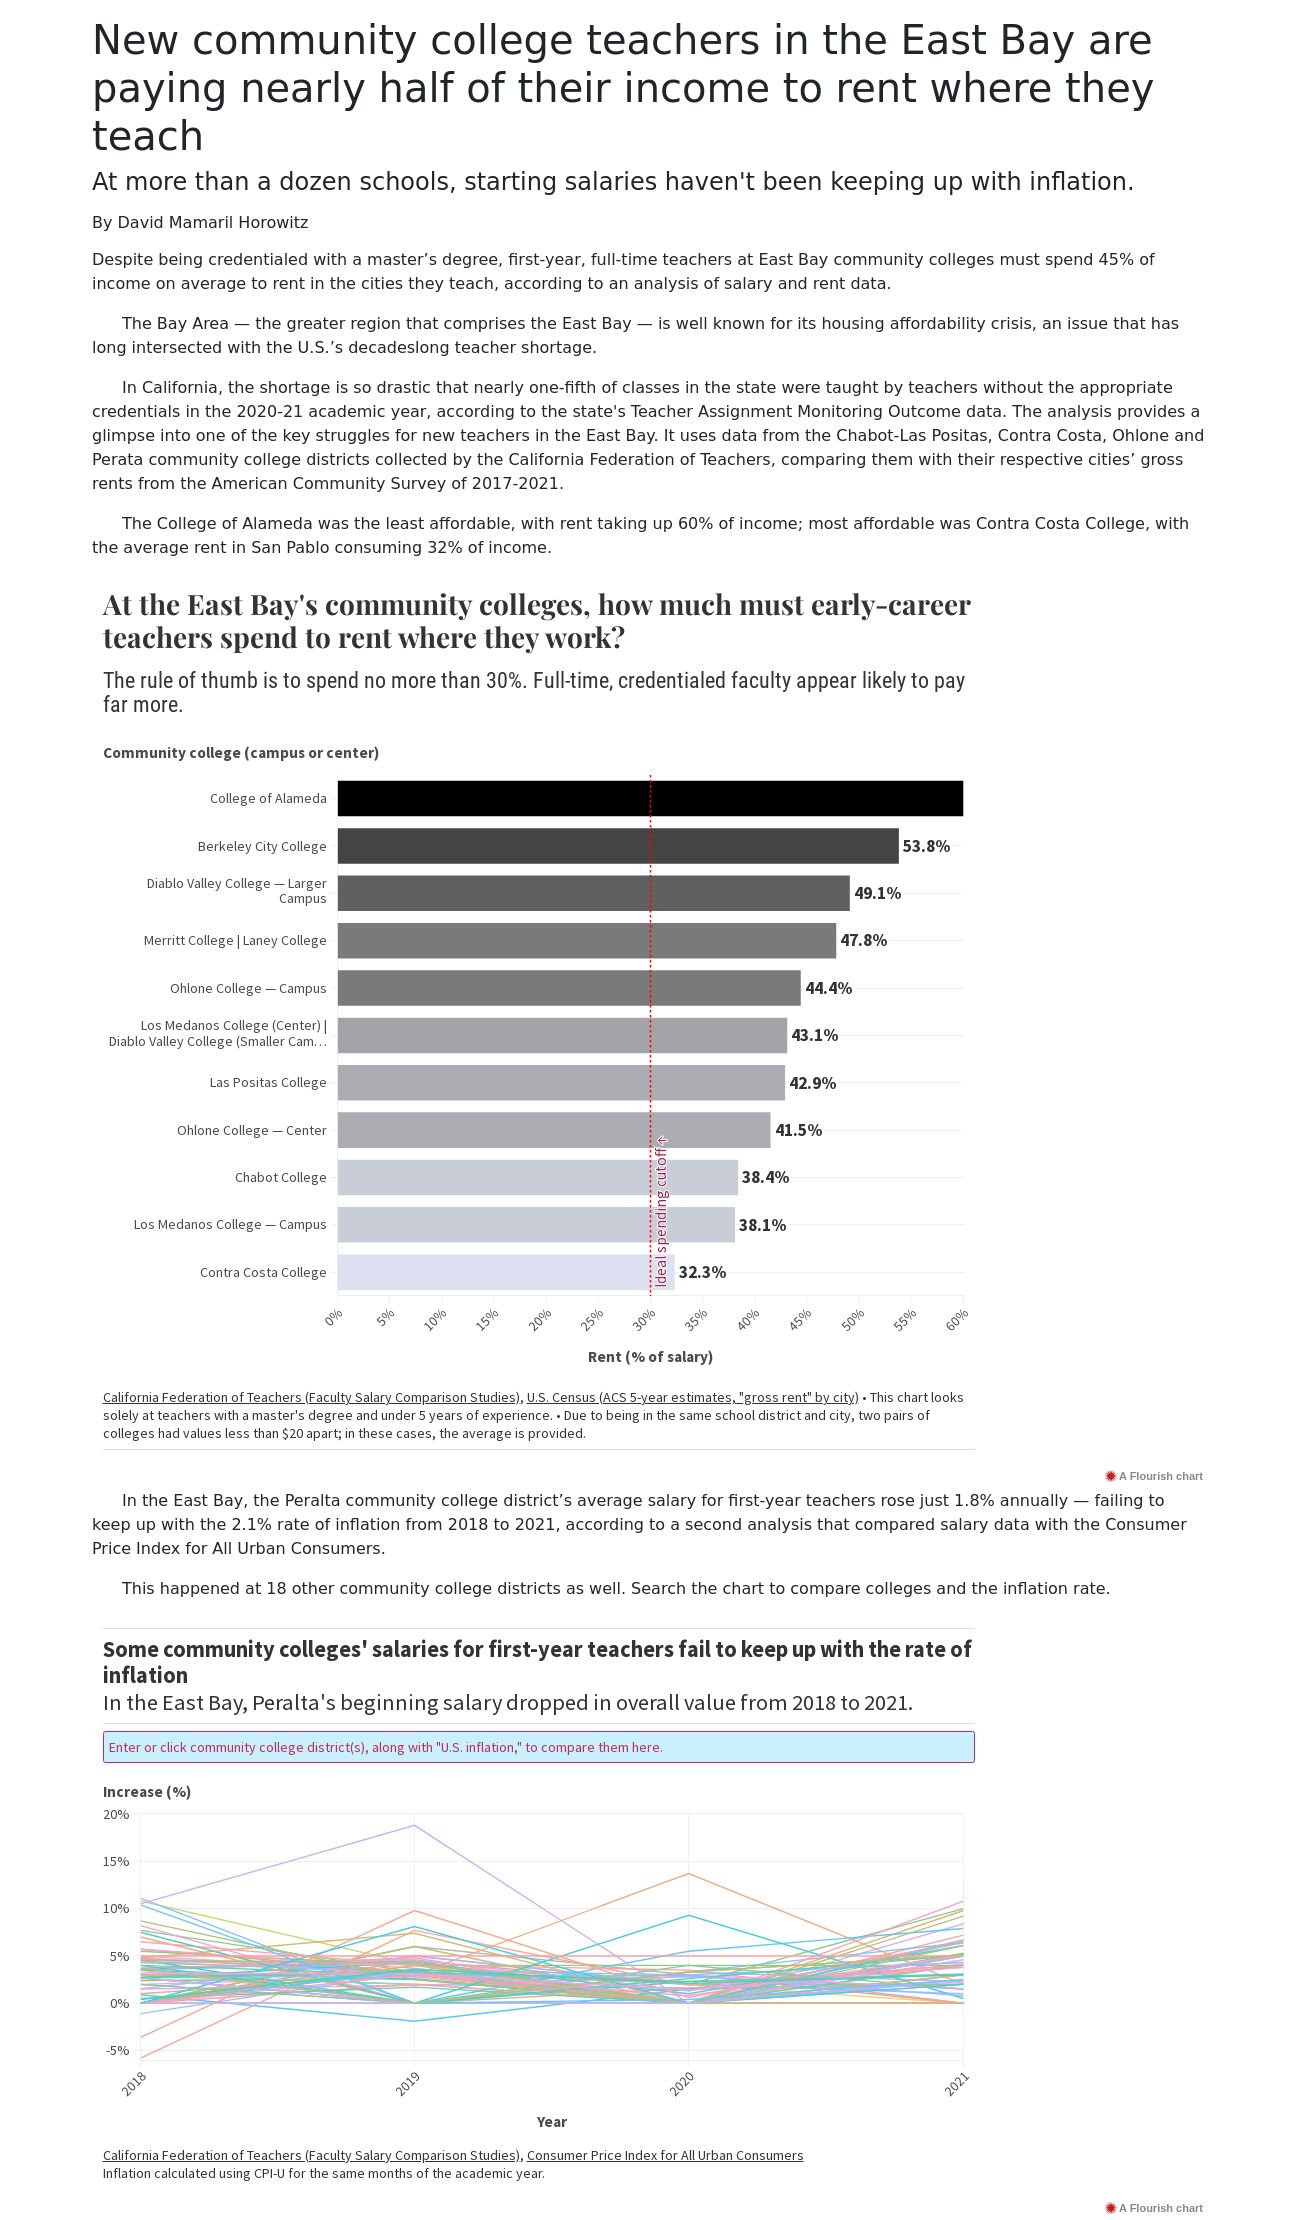 New community college teachers in the East Bay are
paying nearly half of their income to rent where they
teach
At more than a dozen schools, starting salaries haven't been keeping up with inflation.
By David Mamaril Horowitz
Despite being credentialed with a master’s degree, first-year, full-time teachers at East Bay community colleges must spend 45% of
income on average to rent in the cities they teach, according to an analysis of salary and rent data.
The Bay Area — the greater region that comprises the East Bay — is well known for its housing affordability crisis, an issue that has
long intersected with the U.S.’s decadeslong teacher shortage.
In California, the shortage is so drastic that nearly one-fifth of classes in the state were taught by teachers without the appropriate
credentials in the 2020-21 academic year, according to the state's Teacher Assignment Monitoring Outcome data. The analysis provides a
glimpse into one of the key struggles for new teachers in the East Bay. It uses data from the Chabot-Las Positas, Contra Costa, Ohlone and
Perata community college districts collected by the California Federation of Teachers, comparing them with their respective cities’ gross
rents from the American Community Survey of 2017-2021.
The College of Alameda was the least affordable, with rent taking up 60% of income; most affordable was Contra Costa College, with
the average rent in San Pablo consuming 32% of income.
At the East Bay's community colleges, how much must early-career
teachers spend to rent where they work?
The rule of thumb is to spend no more than 30%. Full-time, credentialed faculty appear likely to pay
far more.
Community college (campus or center)
College of Alameda
Berkeley City College
53.8%
Diablo Valley College — Larger
Campus
49.1%
Merritt College | Laney College
47.8%
Ohlone College — Campus
44.4%
Los Medanos College (Center) |
Diablo Valley College (Smaller Cam…
43.1%
Las Positas College
42.9%
Ohlone College — Center
41.5%
Chabot College
38.4%
Los Medanos College — Campus
38.1%
Contra Costa College
32.3%
Ideal spending cutoff↗
0%
5%
10%
15%
20%
25%
30%
35%
40%
45%
50%
55%
60%
Rent (% of salary)
California Federation of Teachers (Faculty Salary Comparison Studies), U.S. Census (ACS 5-year estimates, "gross rent" by city) • This chart looks
solely at teachers with a master's degree and under 5 years of experience. • Due to being in the same school district and city, two pairs of
colleges had values less than $20 apart; in these cases, the average is provided.
A Flourish chart
In the East Bay, the Peralta community college district’s average salary for first-year teachers rose just 1.8% annually — failing to
keep up with the 2.1% rate of inflation from 2018 to 2021, according to a second analysis that compared salary data with the Consumer
Price Index for All Urban Consumers.
This happened at 18 other community college districts as well. Search the chart to compare colleges and the inflation rate.
Some community colleges' salaries for first-year teachers fail to keep up with the rate of
inflation
In the East Bay, Peralta's beginning salary dropped in overall value from 2018 to 2021.
Enter or click community college district(s), along with "U.S. inflation," to compare them here.
Increase (%)
20%
15%
10%
5%
0%
-5%
2018
2019
2020
2021
Year
California Federation of Teachers (Faculty Salary Comparison Studies), Consumer Price Index for All Urban Consumers
Inflation calculated using CPI-U for the same months of the academic year.
A Flourish chart